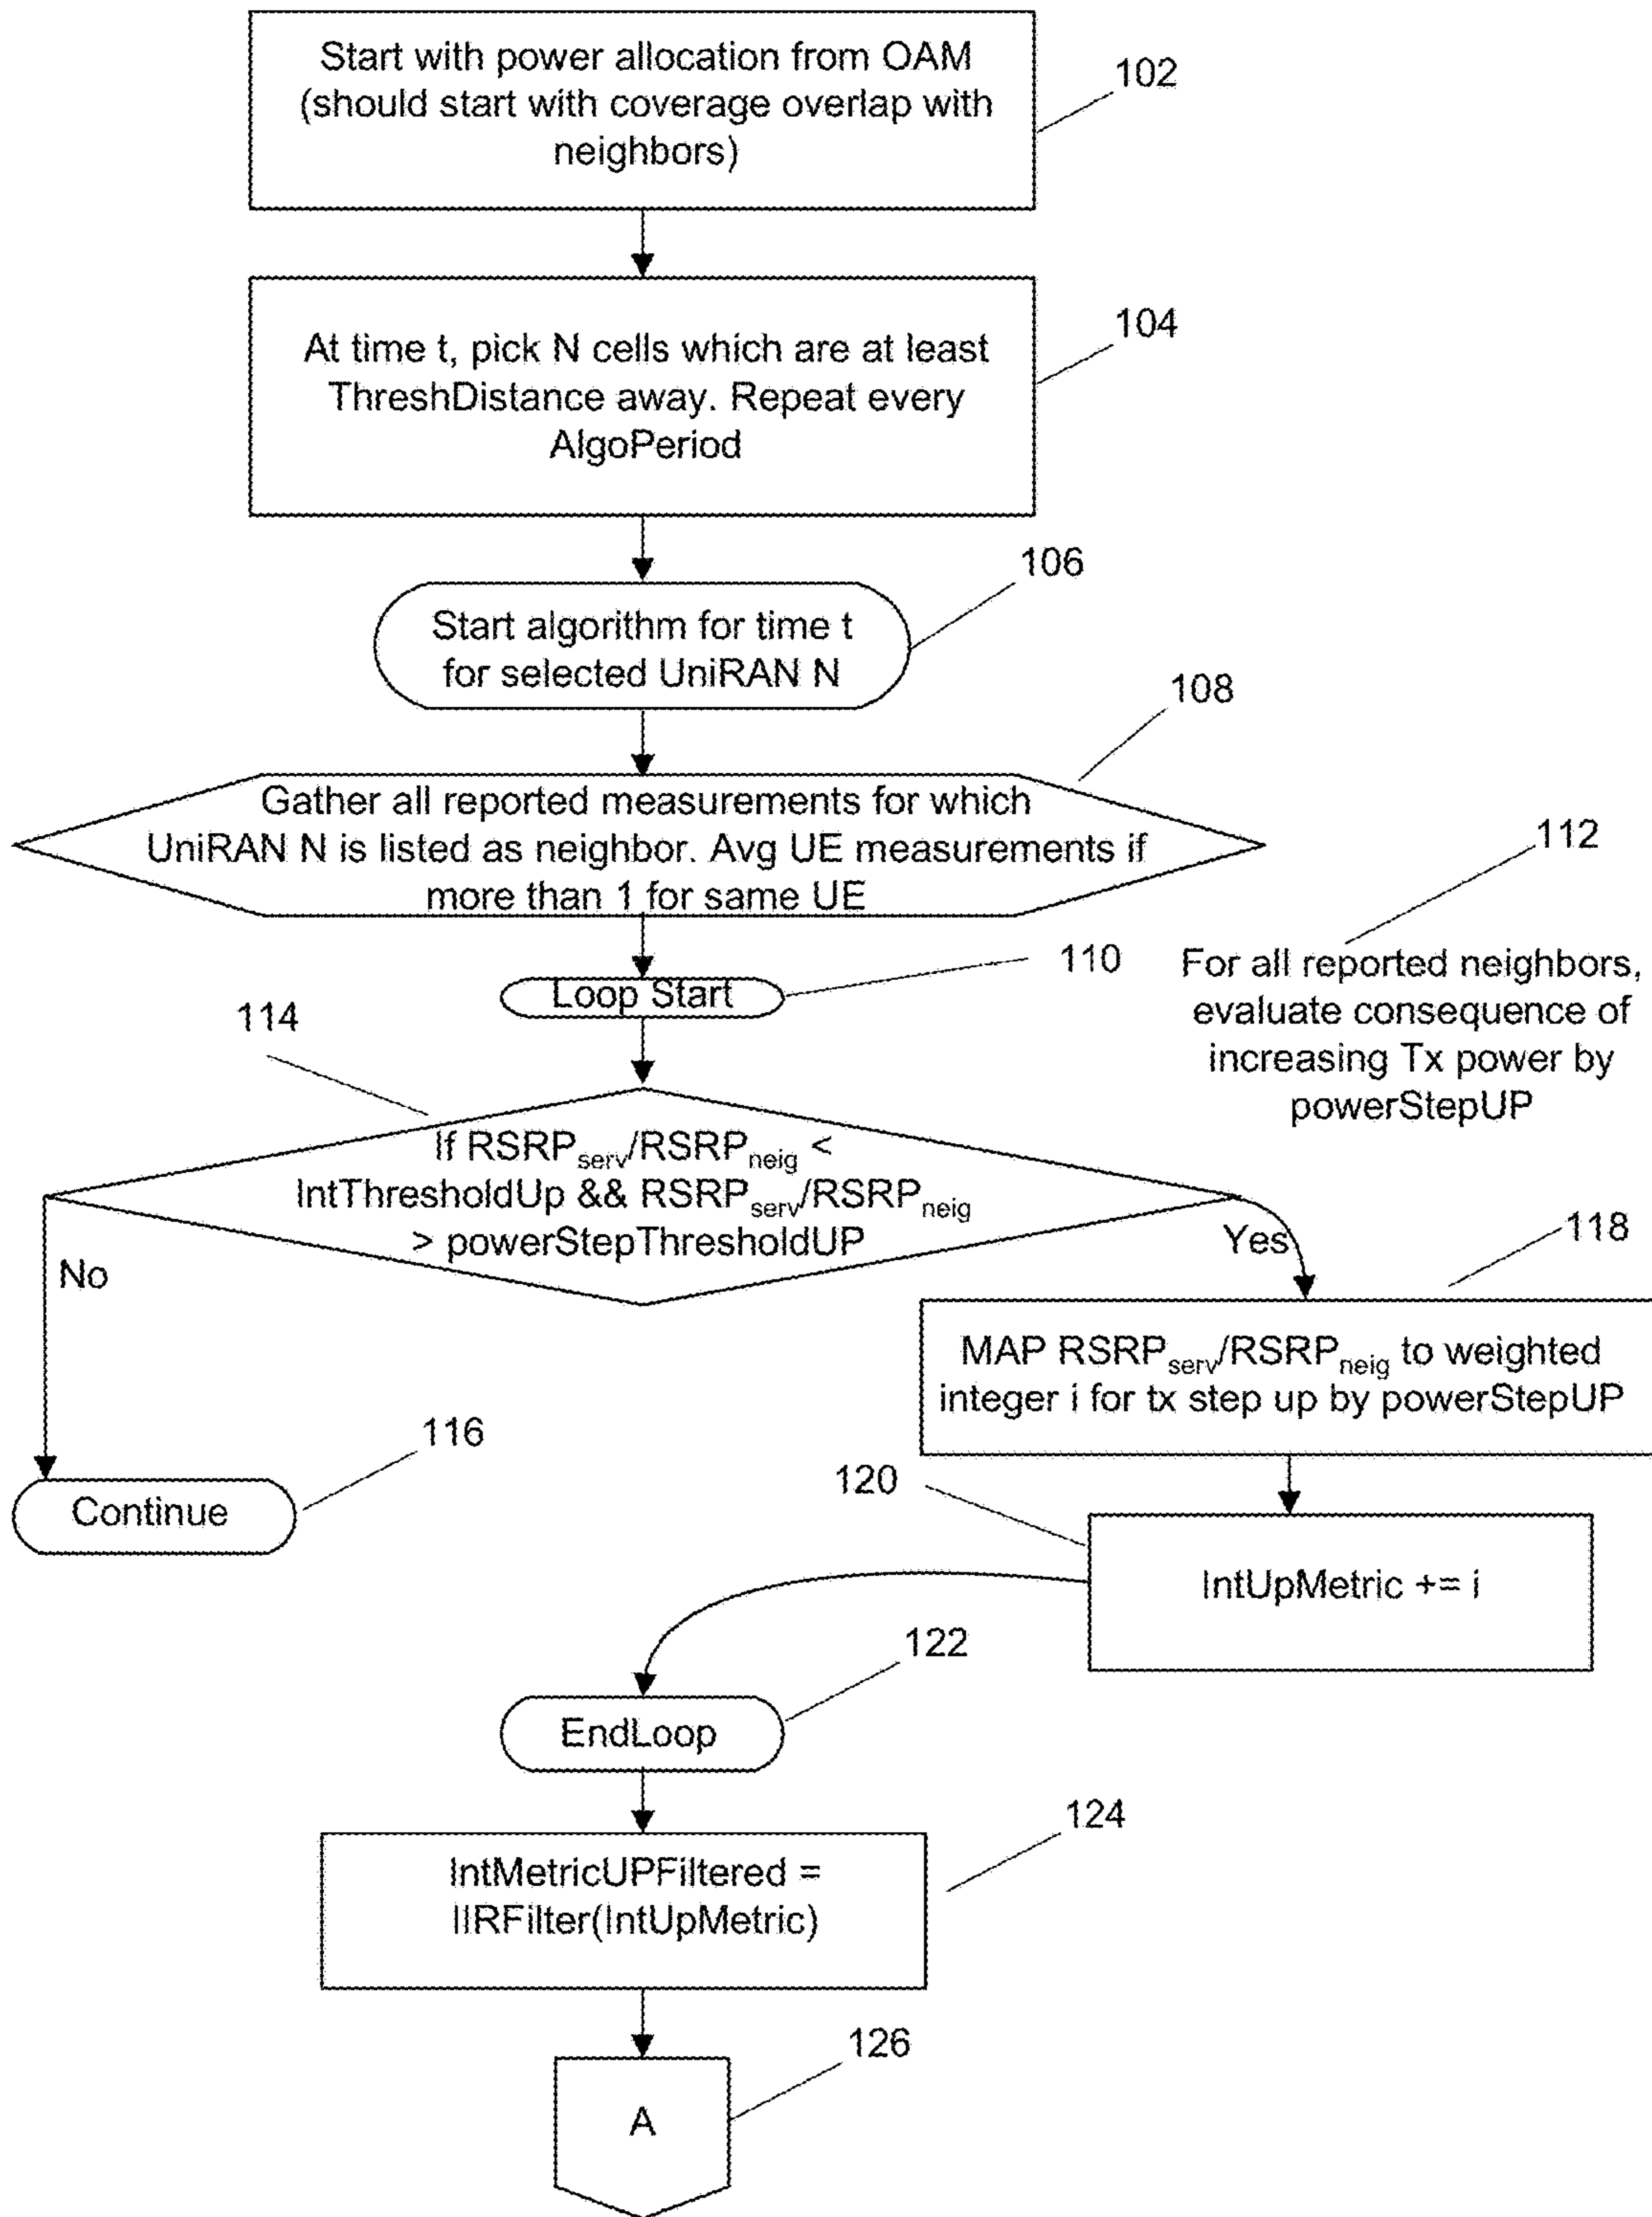 Start with power allocation from OAM
(should start with coverage overlap with
neighbors)
102
At time t, pick N cells which are at least
ThreshDistance away. Repeat every
AlgoPeriod
104
106
Start algorithm for time t
for selected UniRAN N
108
Gather all reported measurements for which
UniRAN N is listed as neighbor. Avg UE measurements if
more than 1 for same UE
112
110
Loop Start
For all reported neighbors,
evaluate consequence of
increasing Tx power by
powerStepUP
114
If RSRPserv/RSRPneig <
IntThresholdUp && RSRPserv/RSRPneig
> powerStepThresholdUP
Yes
No
118
MAP RSRPserv/RSRPneig to weighted
integer i for tx step up by powerStepUP
116
Continue
120
IntUpMetric += i
122
EndLoop
124
IntMetricUPFiltered =
IIRFilter(IntUpMetric)
126
A